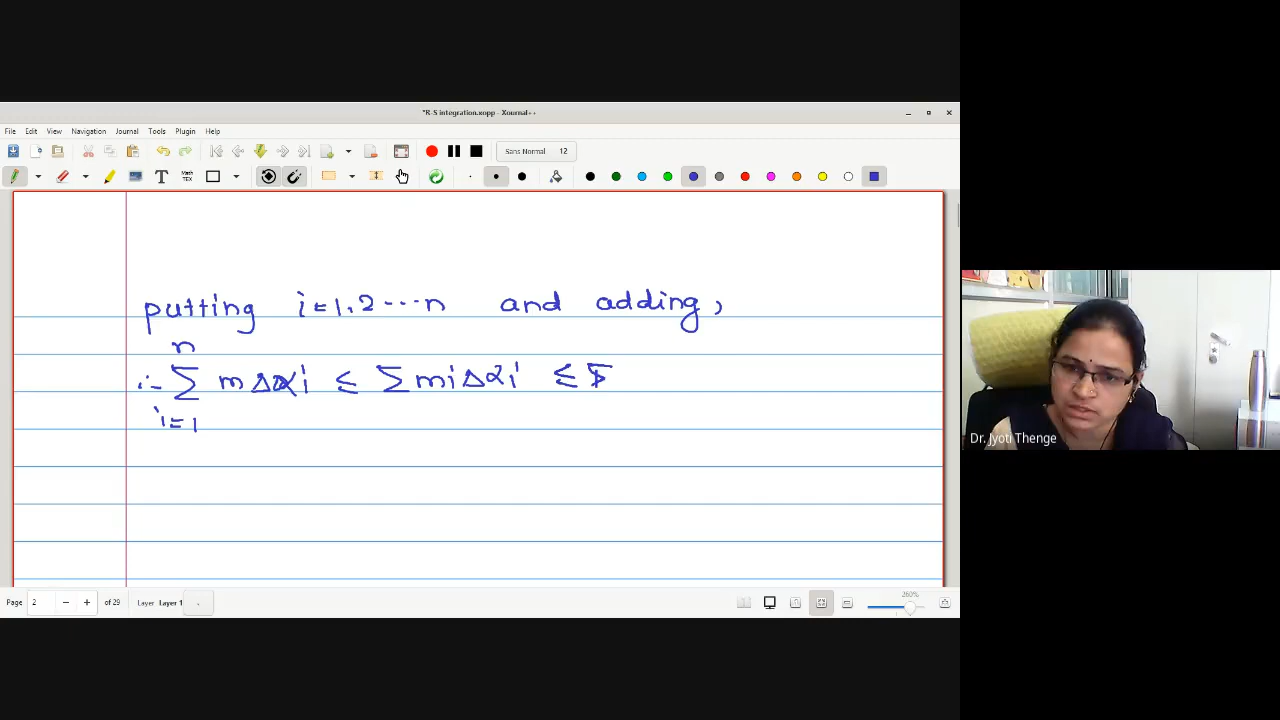 *R-S integration.xopp - Xournal++
File Edit View Navigation Journal Tools Plugin Help
Sans Normal 12
putting i=1,2...n and adding,
n
∴ Σ mΔαi ≤ Σ miΔαi ≤ Σ
i=1
Dr. Jyoti Thenge
Page 2 of 29 Layer Layer 1 260%